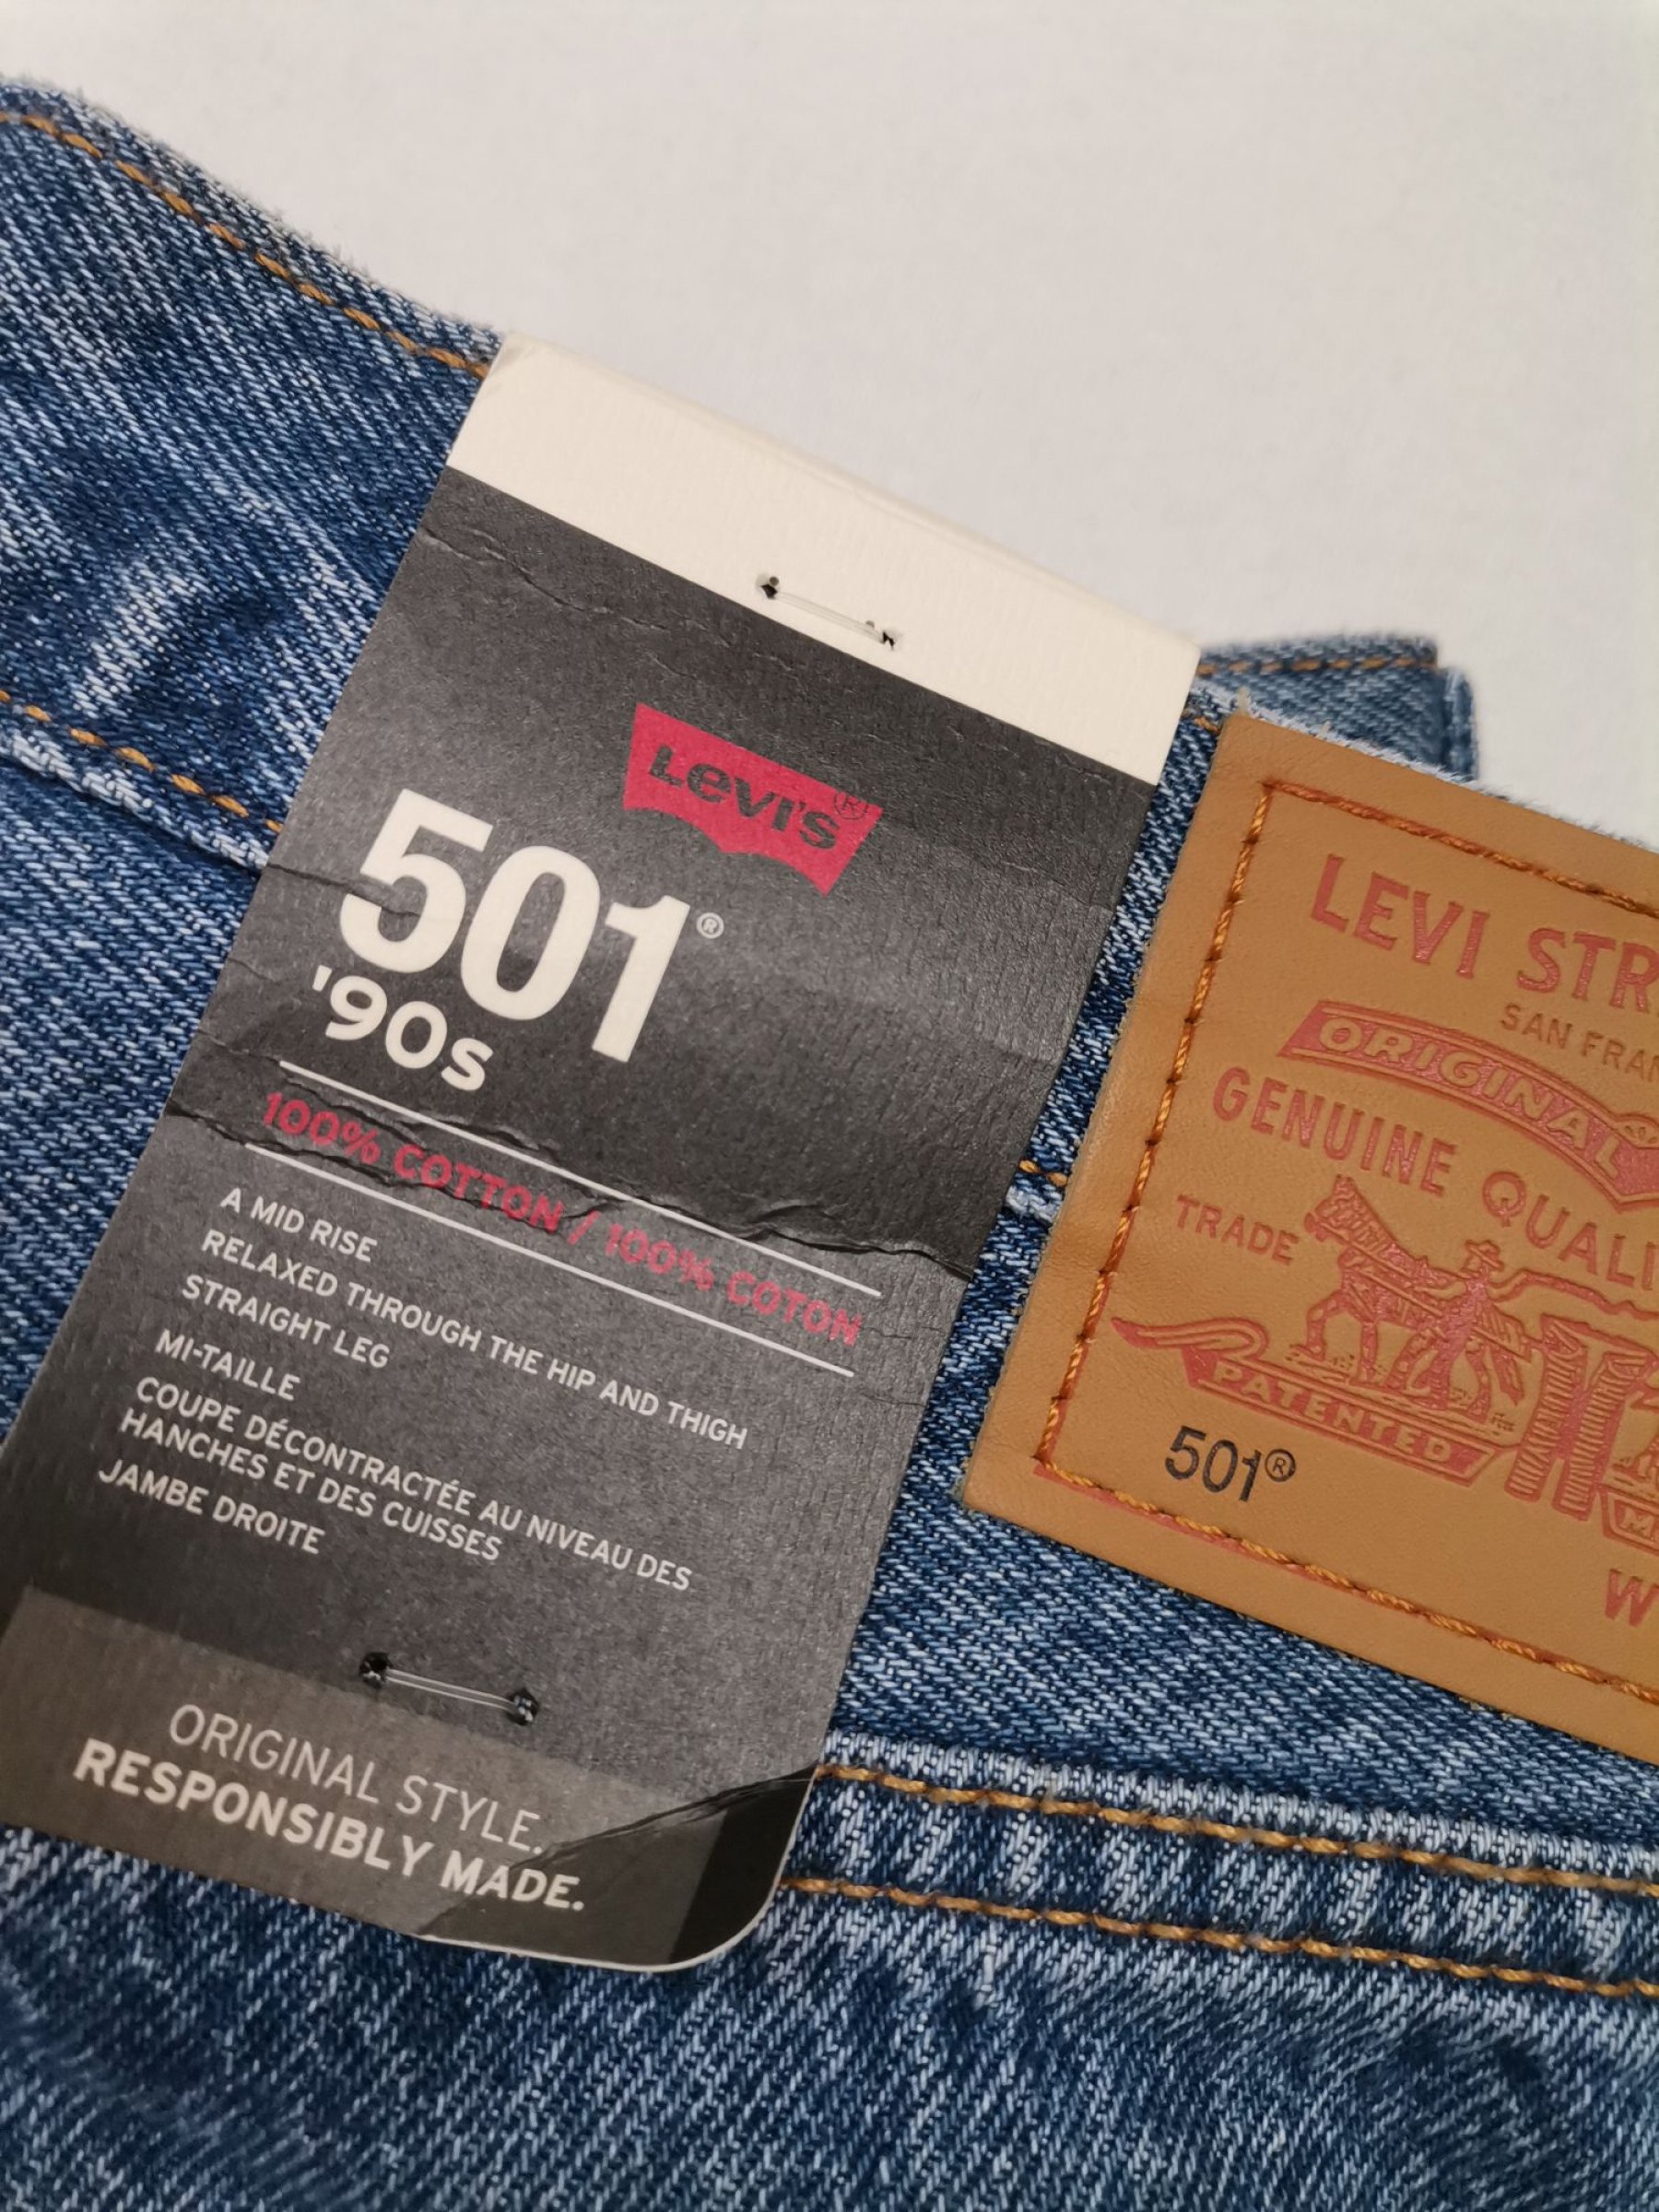 Levi's®
501®
'90s
100% COTTON / 100% COTON
A MID RISE
RELAXED THROUGH THE HIP AND THIGH
STRAIGHT LEG
MI-TAILLE
COUPE DÉCONTRACTÉE AU NIVEAU DES
HANCHES ET DES CUISSES
JAMBE DROITE
ORIGINAL STYLE.
RESPONSIBLY MADE.
LEVI STR
SAN FRAN
ORIGINAL
GENUINE QUALI
TRADE
PATENTED
501®
W